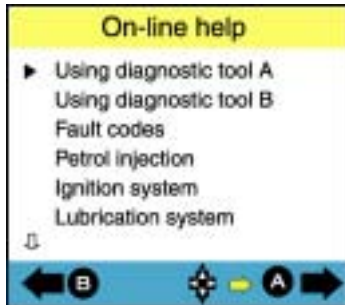 On-line help
Using diagnostic tool A
Using diagnostic tool B
Fault codes
Petrol injection
Ignition system
Lubrication system
B A